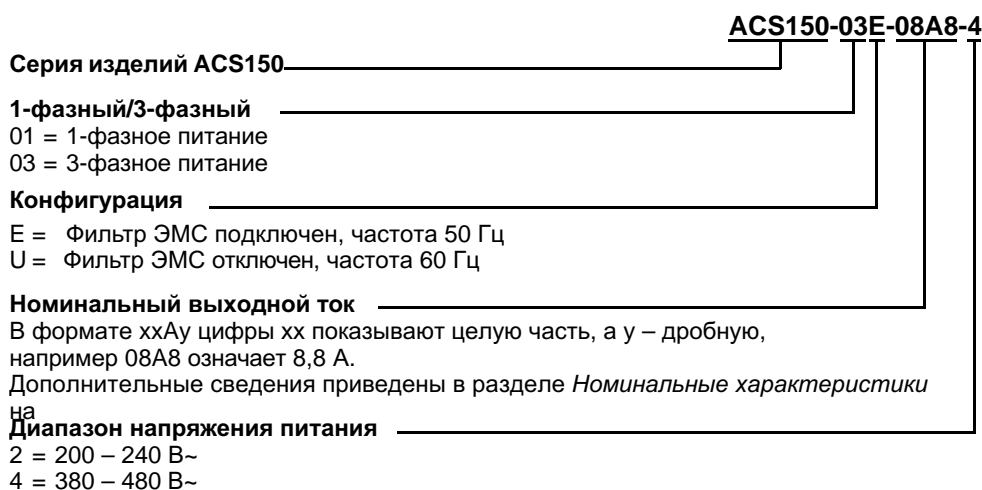 ACS150-03E-08A8-4
Серия изделий ACS150
1-фазный/3-фазный
01 = 1-фазное питание
03 = 3-фазное питание
Конфигурация
E = Фильтр ЭМС подключен, частота 50 Гц
U = Фильтр ЭМС отключен, частота 60 Гц
Номинальный выходной ток
В формате xxAy цифры xx показывают целую часть, а y – дробную,
например 08A8 означает 8,8 А.
Дополнительные сведения приведены в разделе Номинальные характеристики
на
Диапазон напряжения питания
2 = 200 – 240 В~
4 = 380 – 480 В~